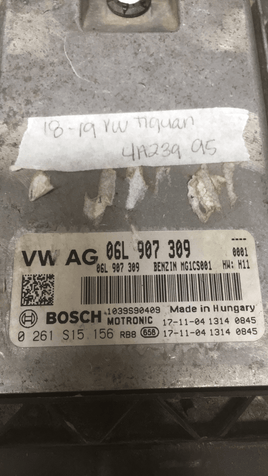 18-19 VW Tiguan
4A239 95
VW AG 06L 907 309 0001
06L 907 309 BENZIN MG1CS001 HW: H11
BOSCH 1039S90409 Made in Hungary
MOTRONIC 17-11-04 1314 0845
0 261 S15 156 RB8 858 17-11-04 1314 0845